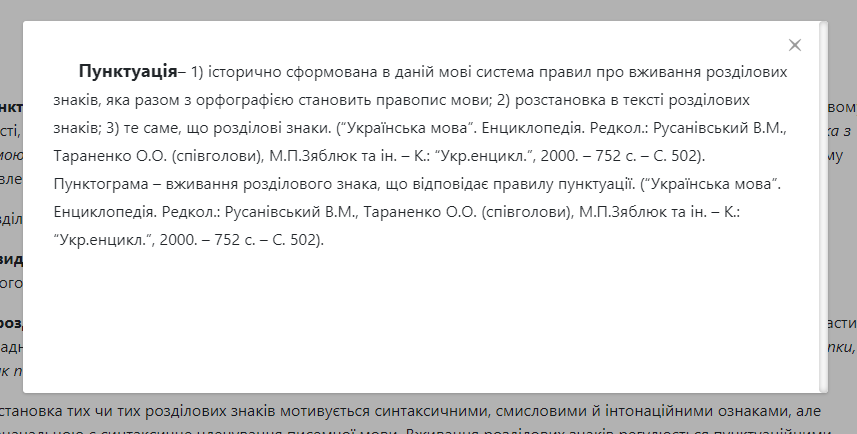 Пунктуація– 1) історично сформована в даній мові система правил про вживання розділових
знаків, яка разом з орфографією становить правопис мови; 2) розстановка в тексті розділових
знаків; 3) те саме, що розділові знаки. (“Українська мова”. Енциклопедія. Редкол.: Русанівський В.М.,
Тараненко О.О. (співголови), М.П.Зяблюк та ін. – К.: “Укр.енцикл.”, 2000. – 752 с. – С. 502).
Пунктограма – вживання розділового знака, що відповідає правилу пунктуації. (“Українська мова”.
Енциклопедія. Редкол.: Русанівський В.М., Тараненко О.О. (співголови), М.П.Зяблюк та ін. – К.:
“Укр.енцикл.”, 2000. – 752 с. – С. 502).
становка тих чи тих розділових знаків мотивується синтаксичними, смисловими й інтонаційними ознаками, але